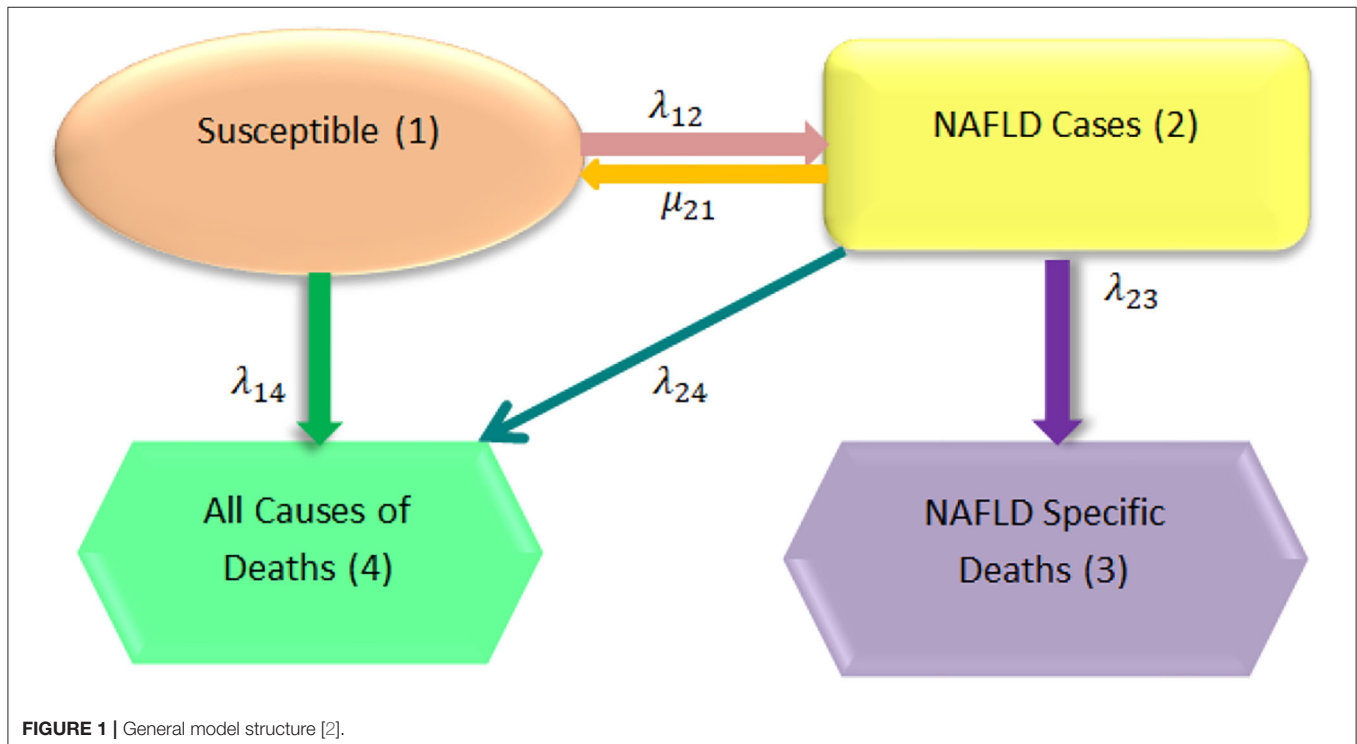 Susceptible (1)
λ12
NAFLD Cases (2)
μ21
λ23
λ14
λ24
All Causes of
Deaths (4)
NAFLD Specific
Deaths (3)
FIGURE 1 | General model structure [2].